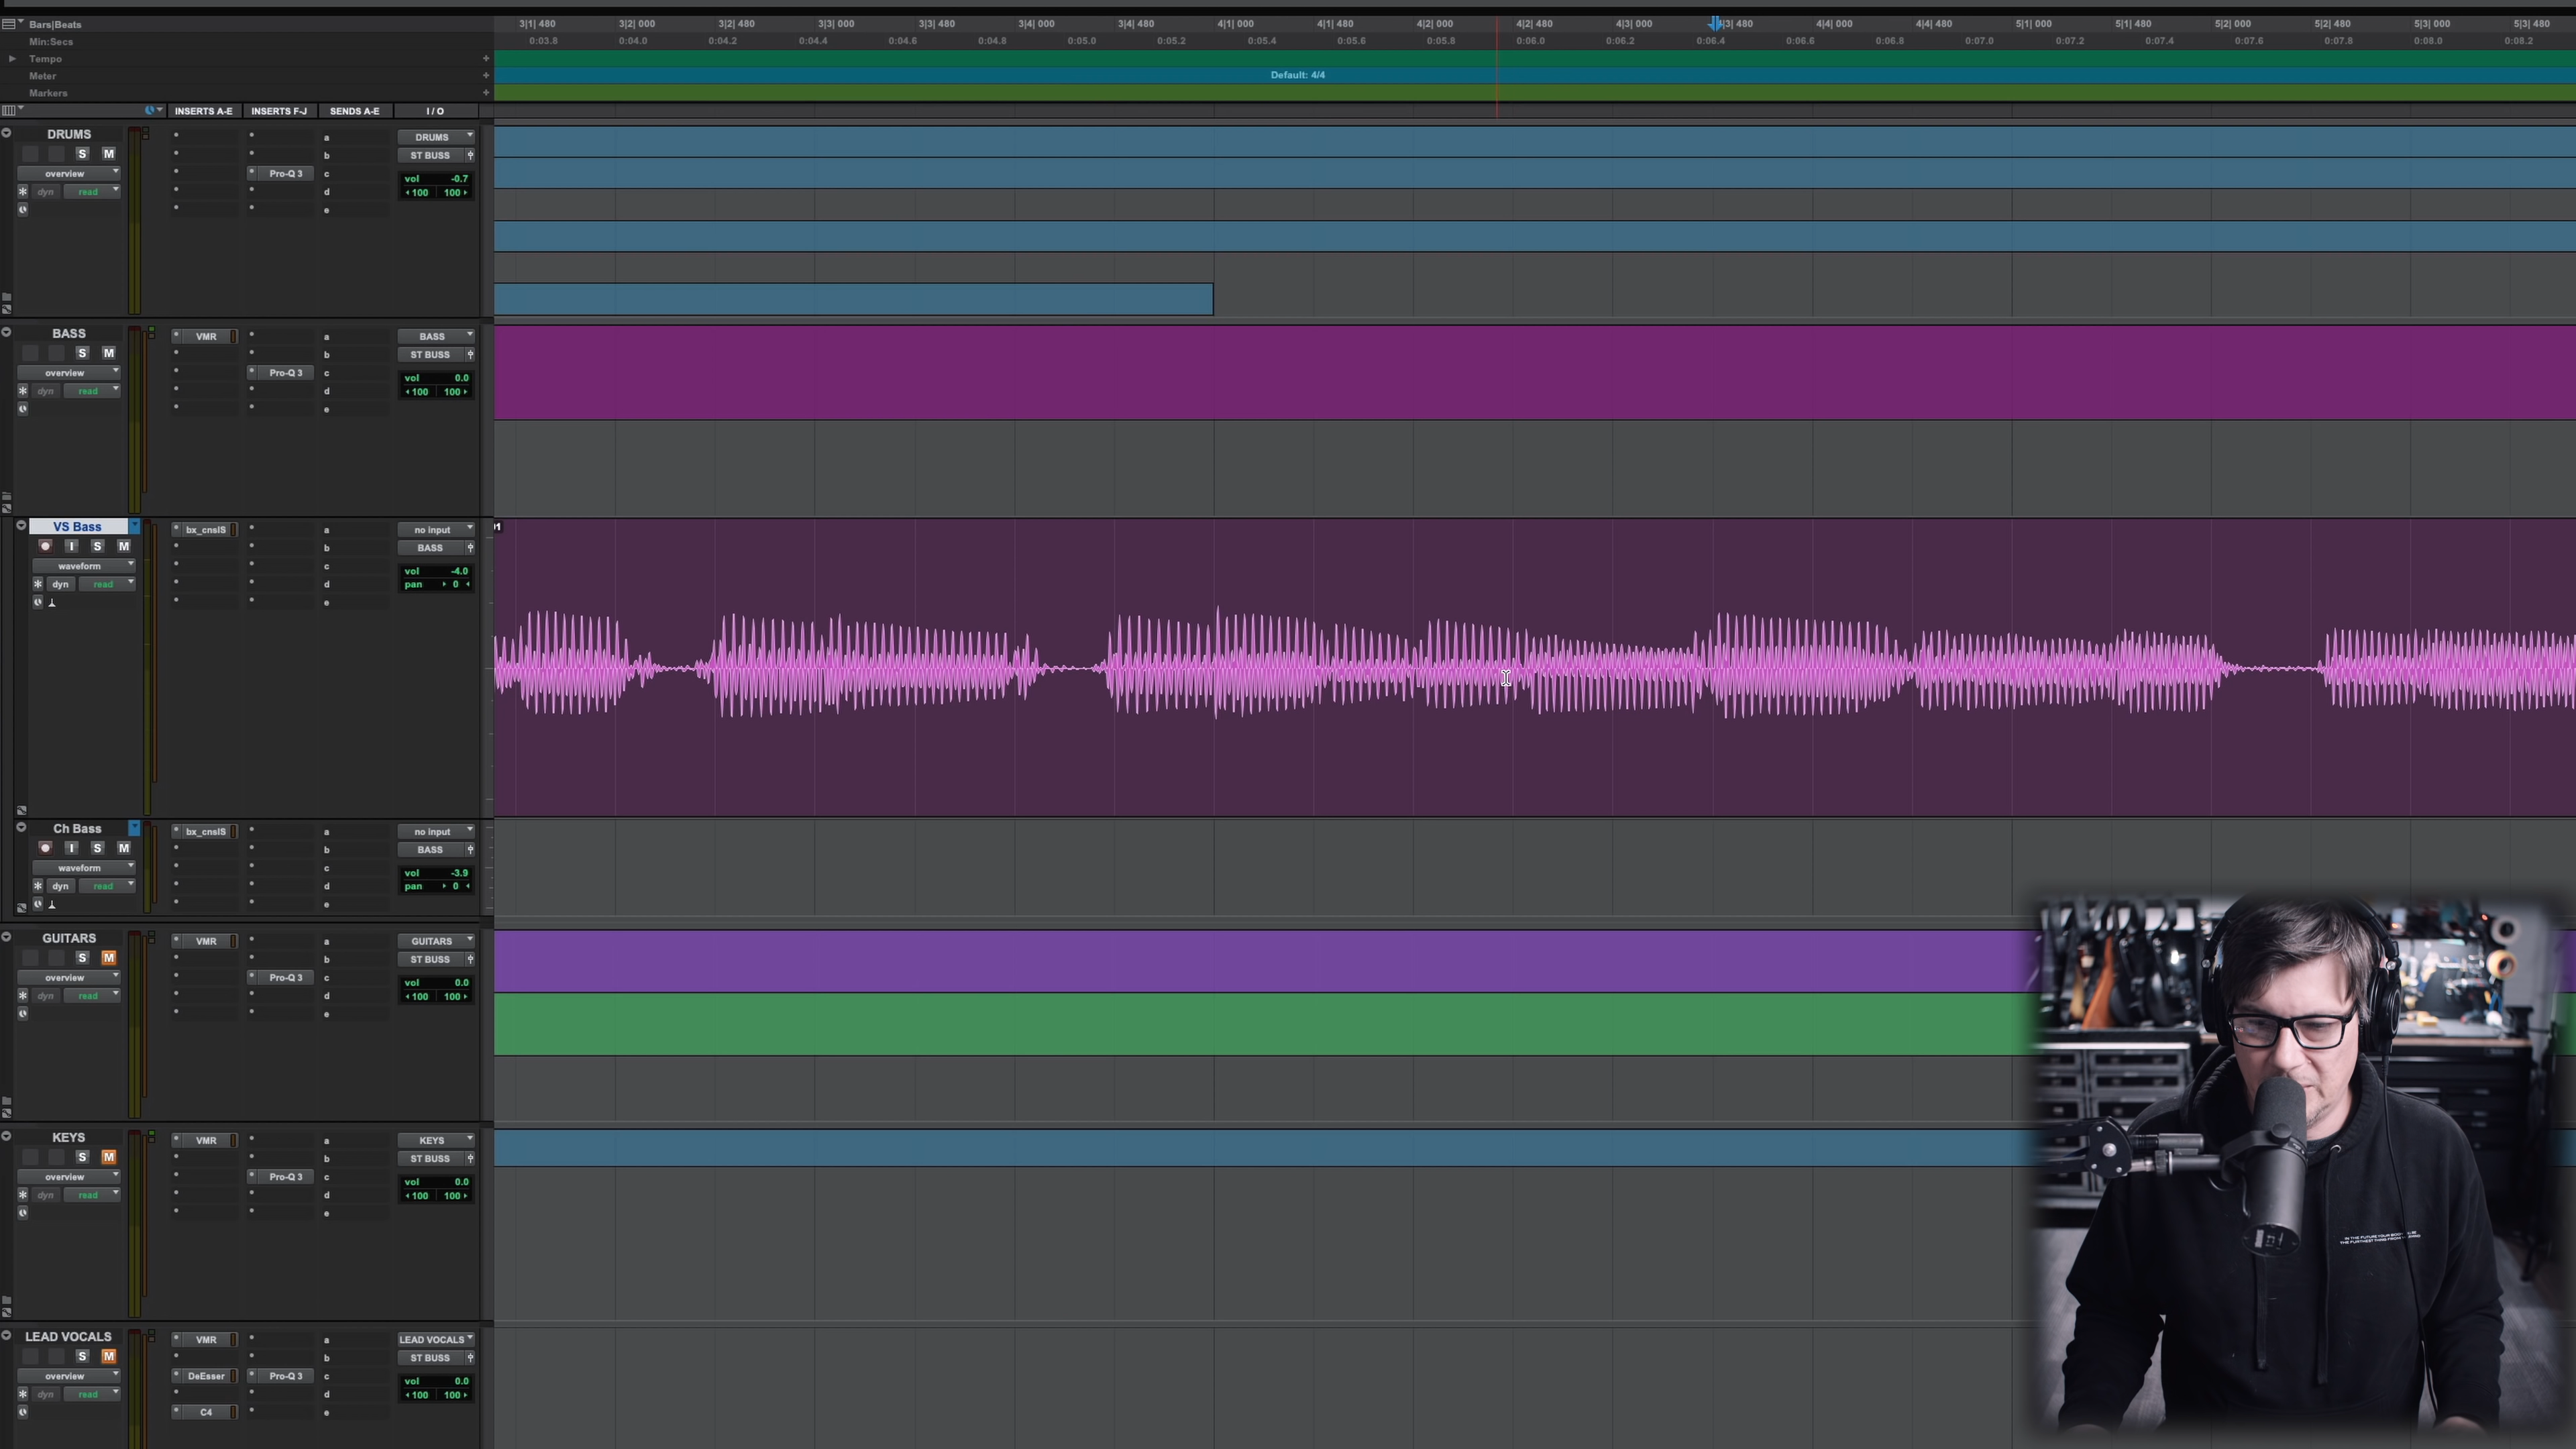 Bars|Beats 3|1| 480 3|2| 000 3|2| 480 3|3| 000 3|3| 480 3|4| 000 3|4| 480 4|1| 000 4|1| 480 4|2| 000 4|2| 480 4|3| 000 4|3| 480 4|4| 000 4|4| 480 5|1| 000 5|1| 480 5|2| 000 5|2| 480 5|3| 000 5|3| 480
Min:Secs 0:03.8 0:04.0 0:04.2 0:04.4 0:04.6 0:04.8 0:05.0 0:05.2 0:05.4 0:05.6 0:05.8 0:06.0 0:06.2 0:06.4 0:06.6 0:06.8 0:07.0 0:07.2 0:07.4 0:07.6 0:07.8 0:08.0 0:08.2
Tempo
Meter Default: 4/4
Markers
INSERTS A-E INSERTS F-J SENDS A-E I / O
DRUMS a DRUMS
S M b ST BUSS
overview Pro-Q 3 c vol -0.7
dyn read d 100 100
e
BASS VMR a BASS
S M b ST BUSS
overview Pro-Q 3 c vol 0.0
dyn read d 100 100
e
VS Bass bx_cnslS a no input
I S M b BASS
waveform c vol -4.0
dyn read d pan 0
e
Ch Bass bx_cnslS a no input
I S M b BASS
waveform c vol -3.9
dyn read d pan 0
e
GUITARS VMR a GUITARS
S M b ST BUSS
overview Pro-Q 3 c vol 0.0
dyn read d 100 100
e
KEYS VMR a KEYS
S M b ST BUSS
overview Pro-Q 3 c vol 0.0
dyn read d 100 100
e
LEAD VOCALS VMR a LEAD VOCALS
S M b ST BUSS
overview DeEsser Pro-Q 3 c vol 0.0
dyn read d 100 100
C4 e